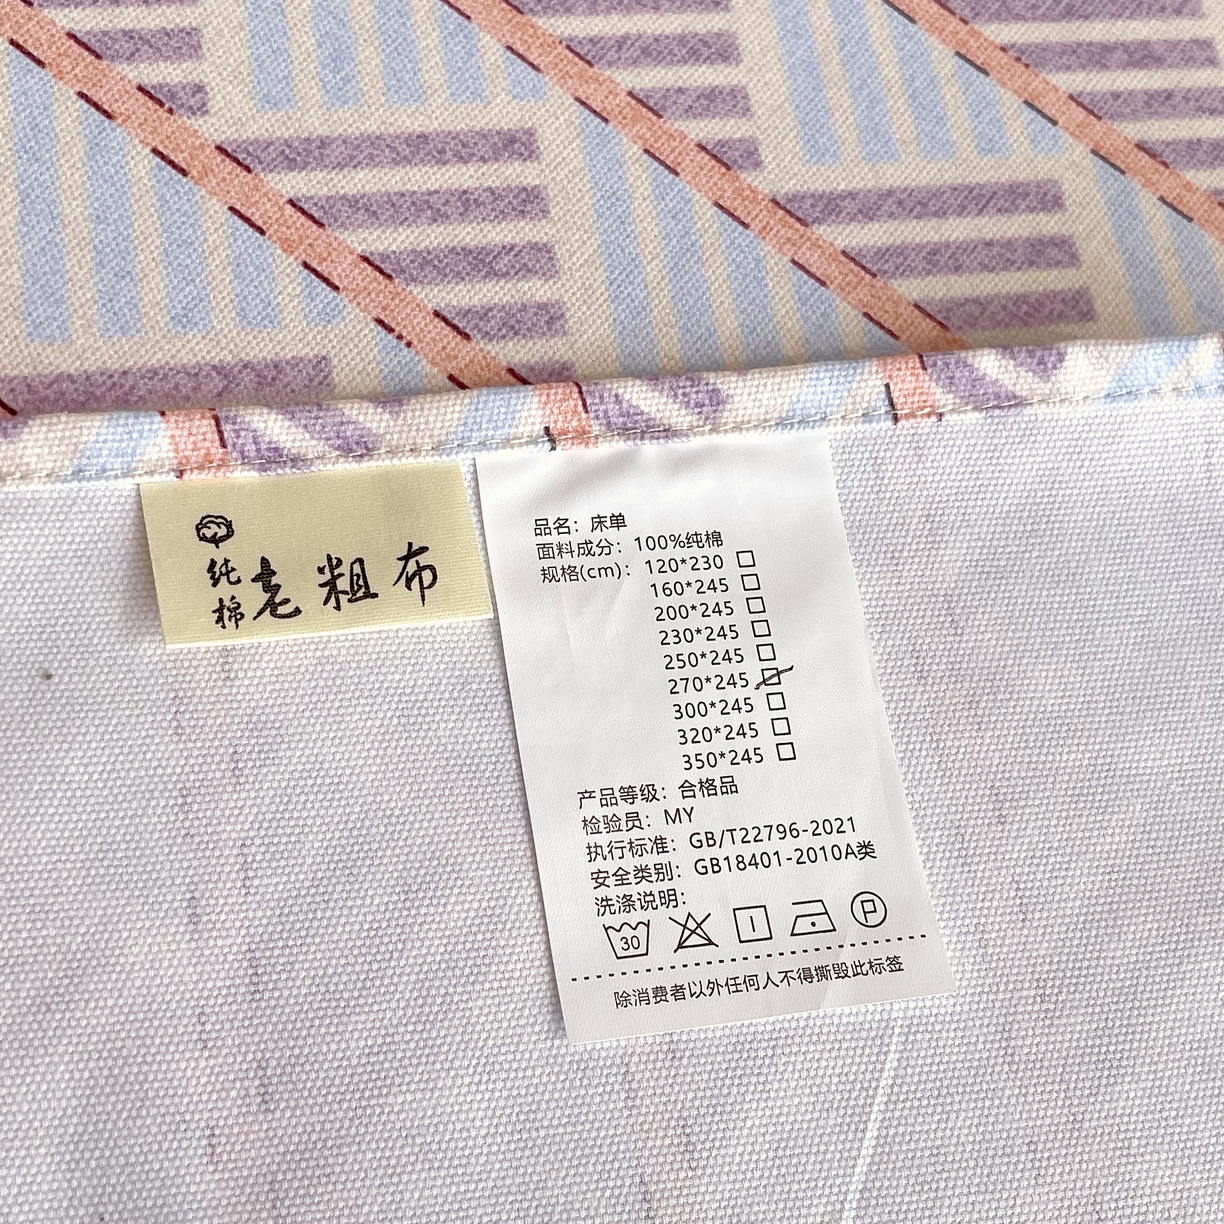 纯棉
老粗布
品名：床单
面料成分：100%纯棉
规格(cm)：120*230 □
160*245 □
200*245 □
230*245 □
250*245 □
270*245 ☑
300*245 □
320*245 □
350*245 □
产品等级：合格品
检验员：MY
执行标准：GB/T22796-2021
安全类别：GB18401-2010A类
洗涤说明：
30
P
除消费者以外任何人不得撕毁此标签